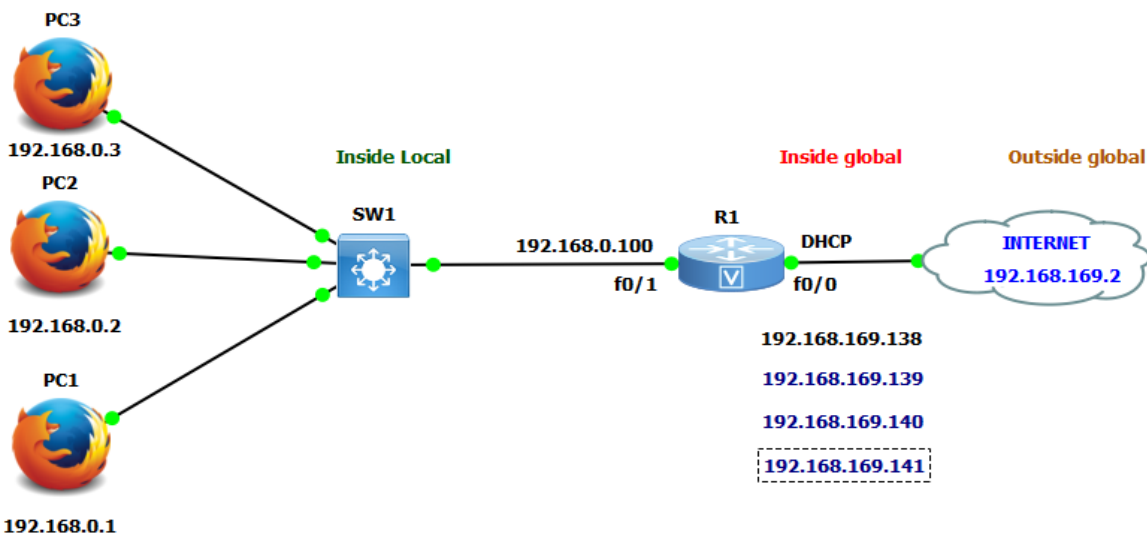 PC3
192.168.0.3
PC2
192.168.0.2
PC1
192.168.0.1
Inside Local
SW1
192.168.0.100
f0/1
Inside global
R1
V
DHCP
f0/0
192.168.169.138
192.168.169.139
192.168.169.140
192.168.169.141
Outside global
INTERNET
192.168.169.2